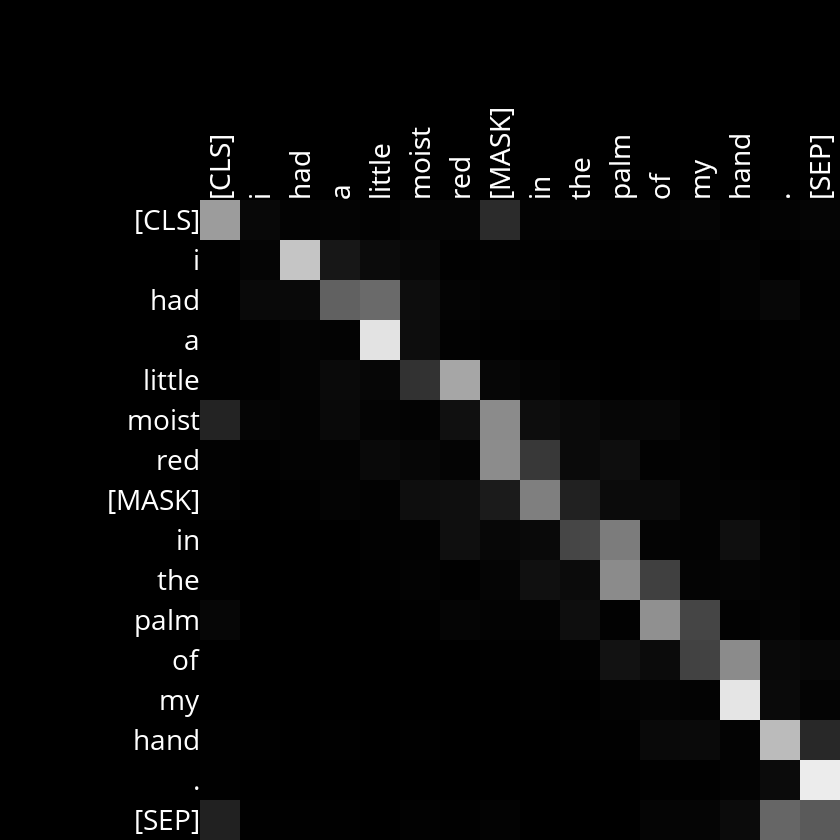 [CLS] i had a little moist red [MASK] in the palm of my hand . [SEP]
[CLS]
i
had
a
little
moist
red
[MASK]
in
the
palm
of
my
hand
.
[SEP]